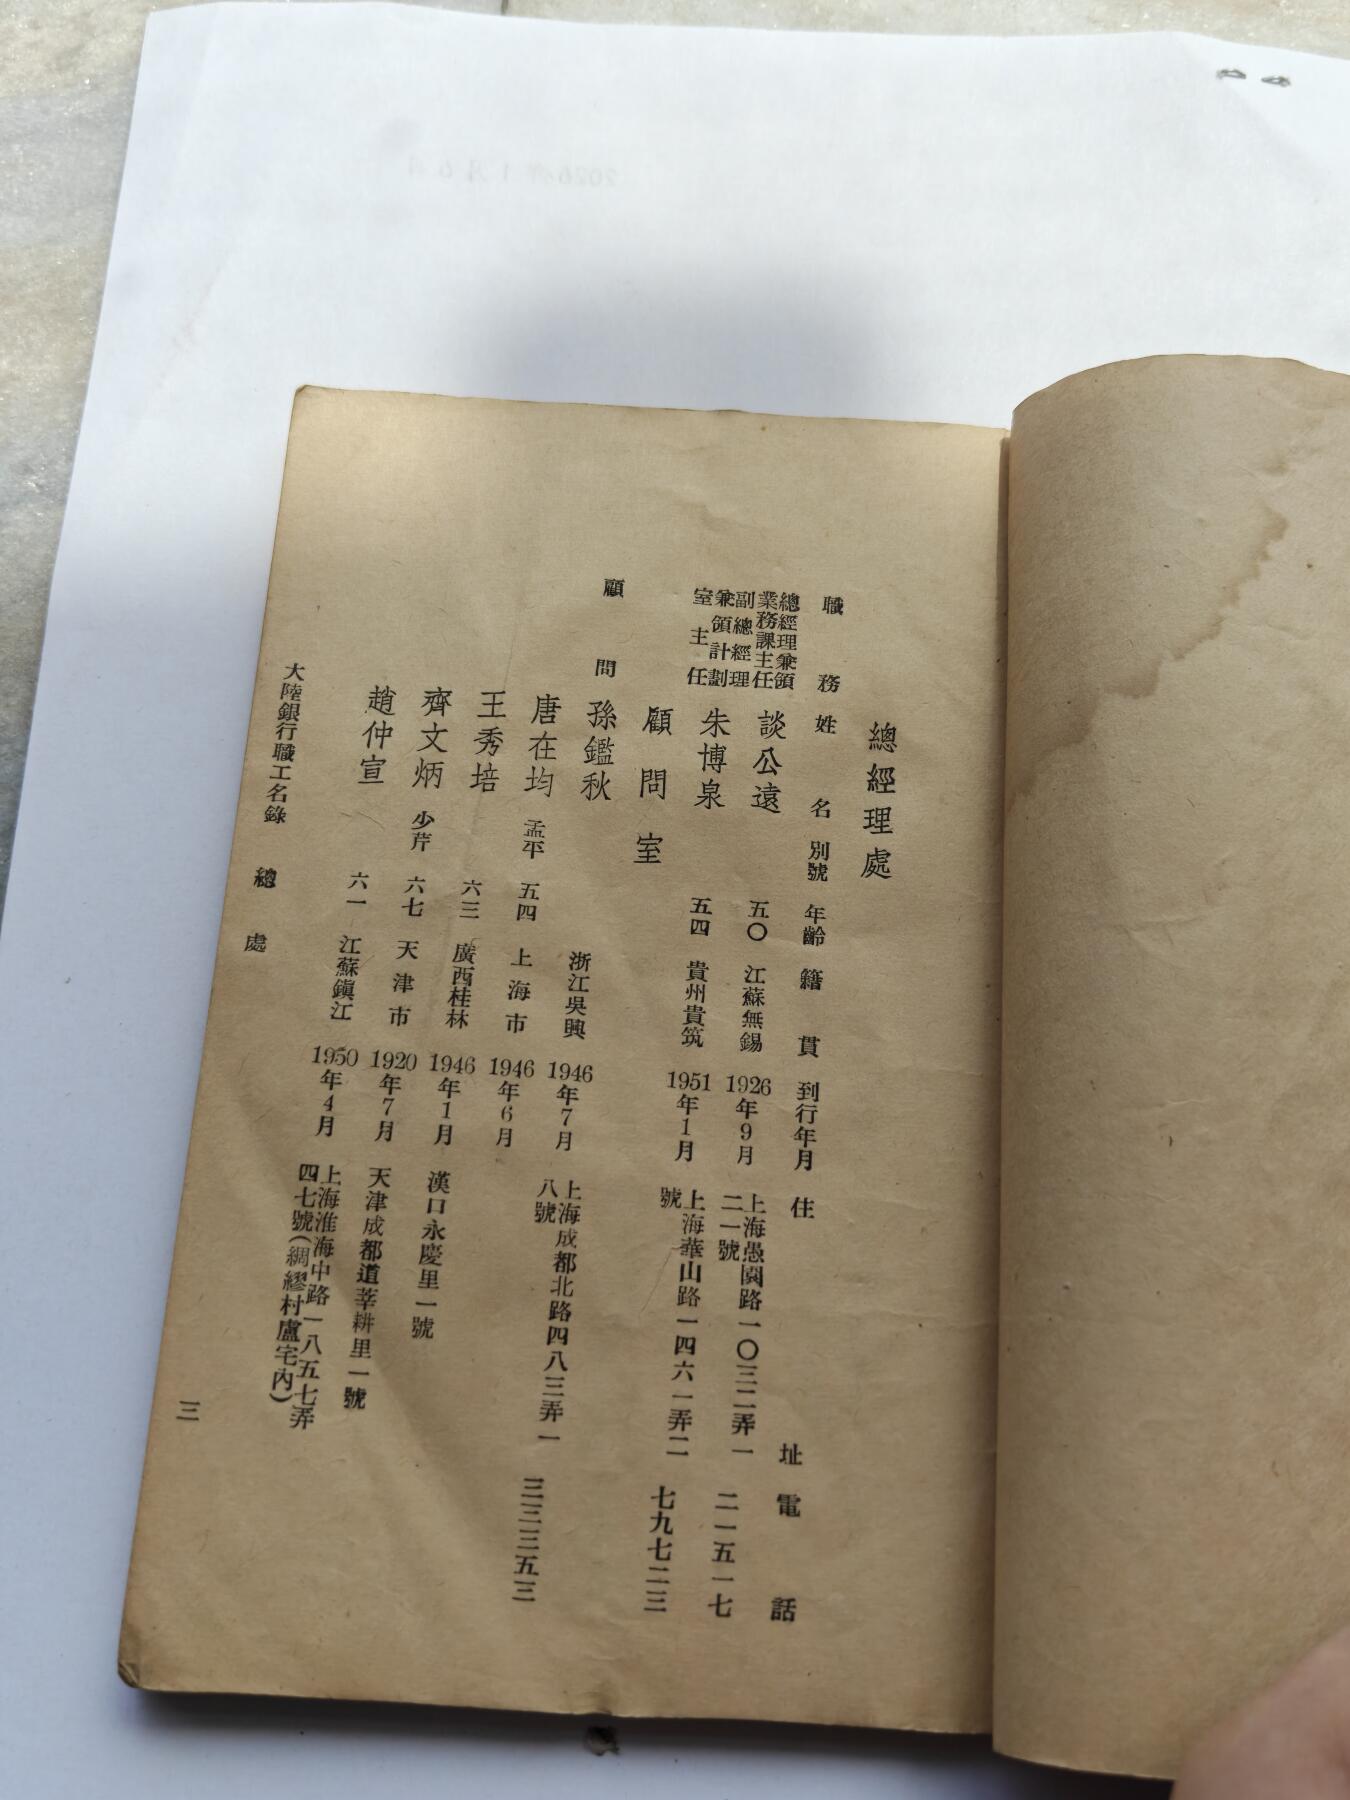 總經理處
職務 姓名 別號 年齡 籍貫 到行年月 住址 電話
總經理兼領
業務課主任 談公遠 五〇 江蘇無錫 1926年9月 上海愚園路一〇三二弄一
二一號 二一五一七
副總經理
兼領計劃
室主任 朱博泉 五四 貴州貴筑 1951年1月 上海華山路一四六一弄二
號 七九七二三
顧問室
顧問 孫鑑秋 浙江吳興 1946年7月 上海成都北路四八三弄一
八號 三三三五三
唐在均 孟平 五四 上海市 1946年6月
王秀培 六三 廣西桂林 1946年1月 漢口永慶里一號
齊文炳 少芹 六七 天津市 1920年7月 天津成都道莘耕里一號
趙仲宣 六一 江蘇鎭江 1950年4月 上海淮海中路一八五七弄
四七號(綢繆村盧宅內)
大陸銀行職工名錄 總處 三
2026年1月6日